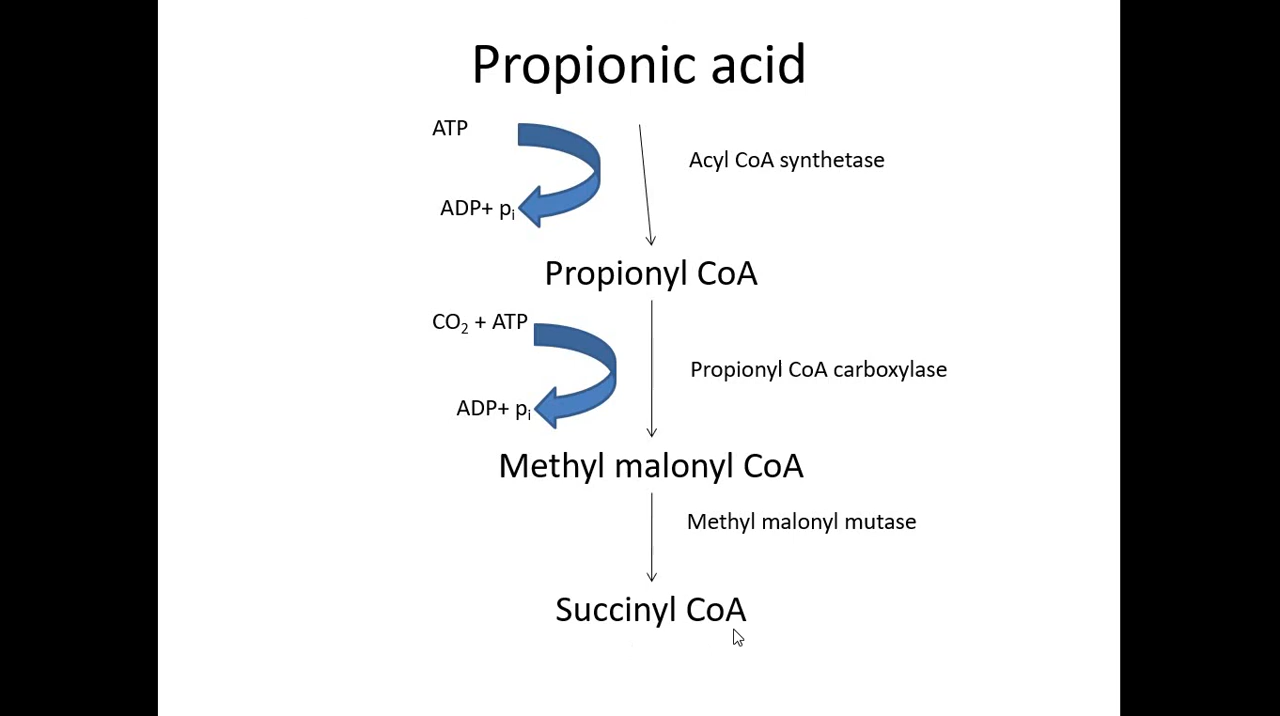 Propionic acid
ATP
Acyl CoA synthetase
ADP+ pᵢ
Propionyl CoA
CO₂ + ATP
Propionyl CoA carboxylase
ADP+ pᵢ
Methyl malonyl CoA
Methyl malonyl mutase
Succinyl CoA